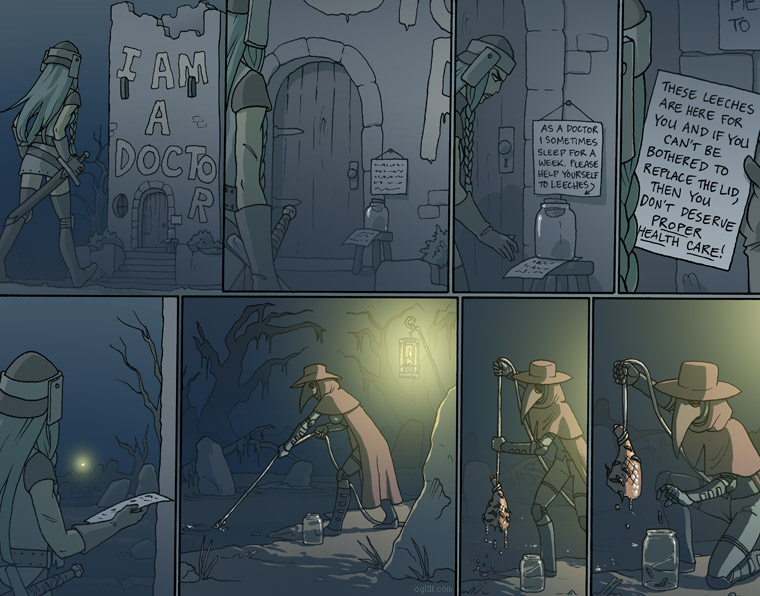 I AM
A
DOCTO
R
AS A DOCTOR
I SOMETIMES
SLEEP FOR A
WEEK. PLEASE
HELP YOURSELF
TO LEECHES
TO
THESE LEECHES
ARE HERE FOR
YOU AND IF YOU
CAN'T BE
BOTHERED TO
REPLACE THE LID,
THEN YOU
DON'T DESERVE
PROPER
HEALTH CARE!
oglaf.com